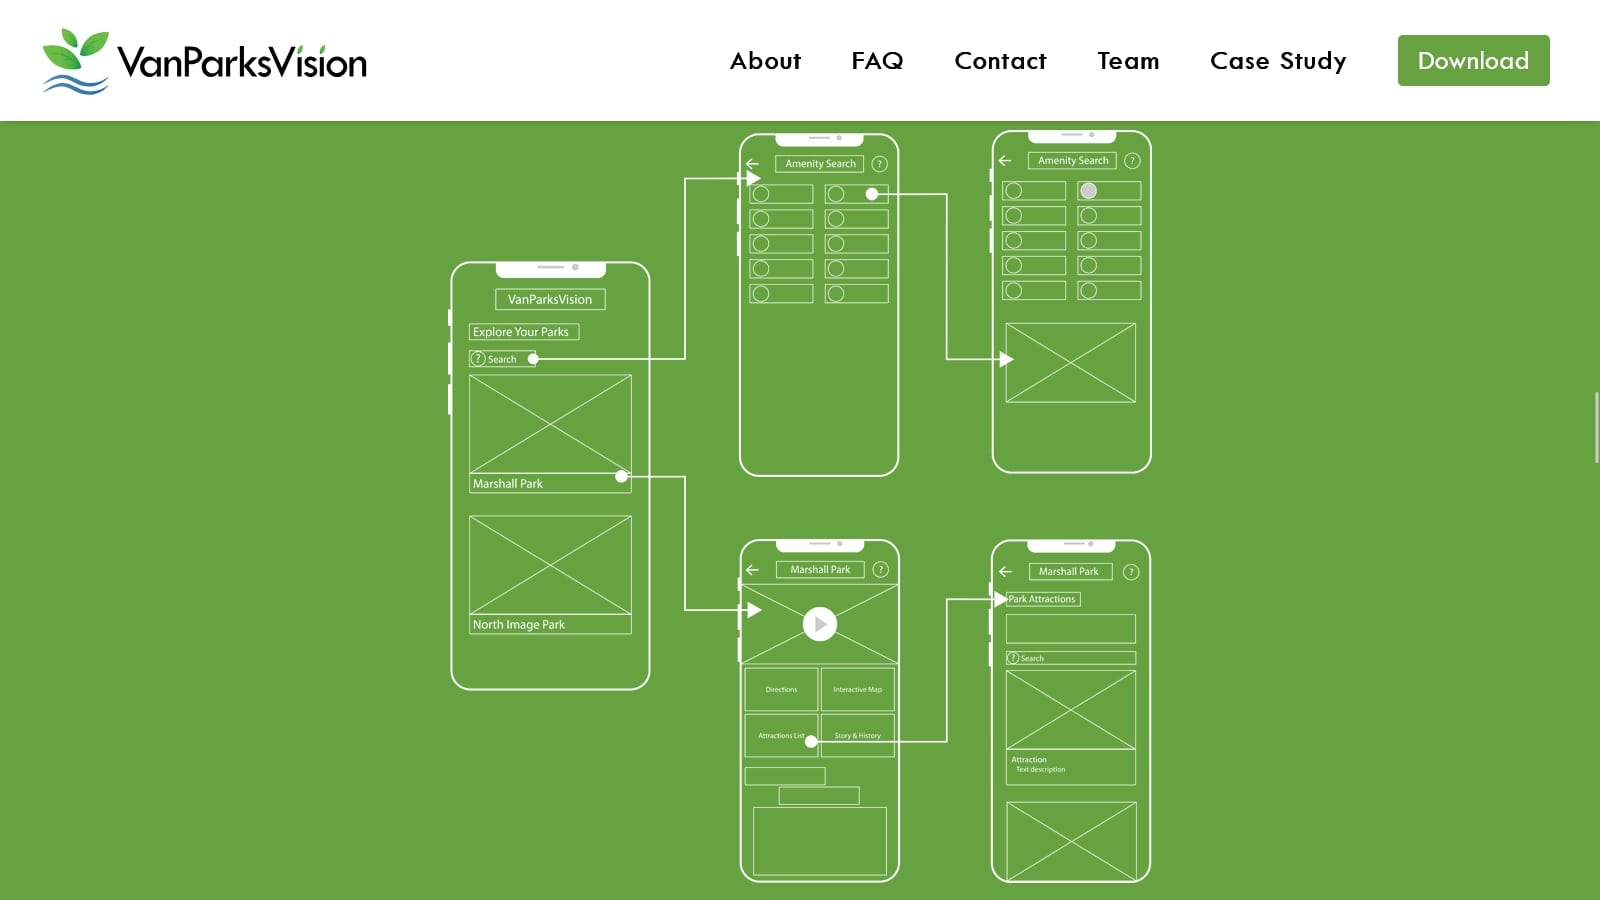 VanParksVision
About
FAQ
Contact
Team
Case Study
Download
VanParksVision
Explore Your Parks
? Search
Marshall Park
North Image Park
Amenity Search
?
Amenity Search
?
Marshall Park
?
Directions
Interactive Map
Attractions List
Story & History
Marshall Park
?
Park Attractions
? Search
Attraction
Text description